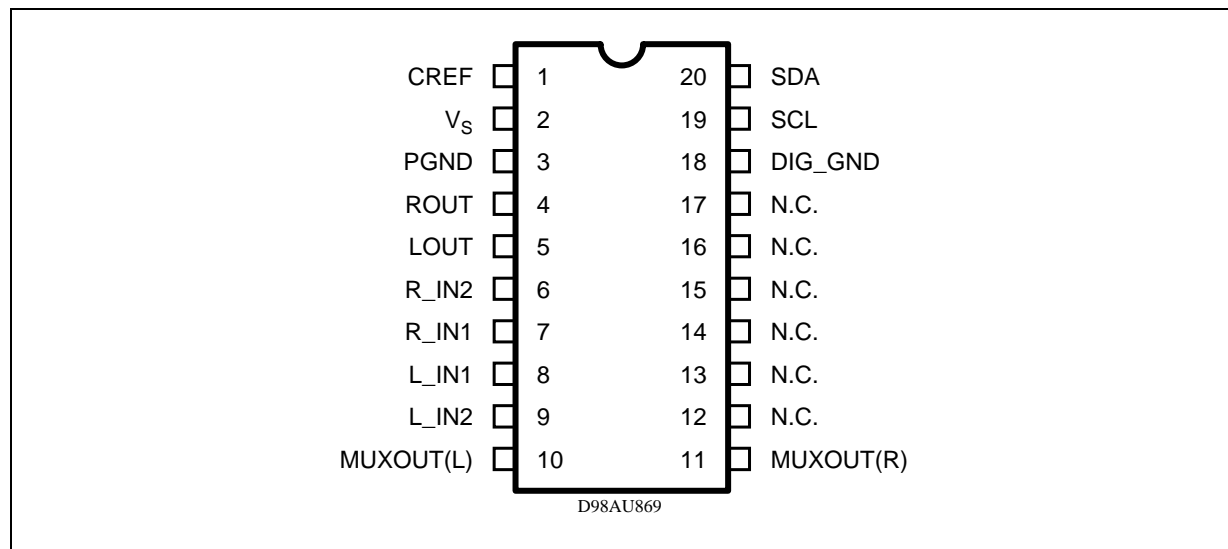 CREF 1 20 SDA
VS 2 19 SCL
PGND 3 18 DIG_GND
ROUT 4 17 N.C.
LOUT 5 16 N.C.
R_IN2 6 15 N.C.
R_IN1 7 14 N.C.
L_IN1 8 13 N.C.
L_IN2 9 12 N.C.
MUXOUT(L) 10 11 MUXOUT(R)
D98AU869